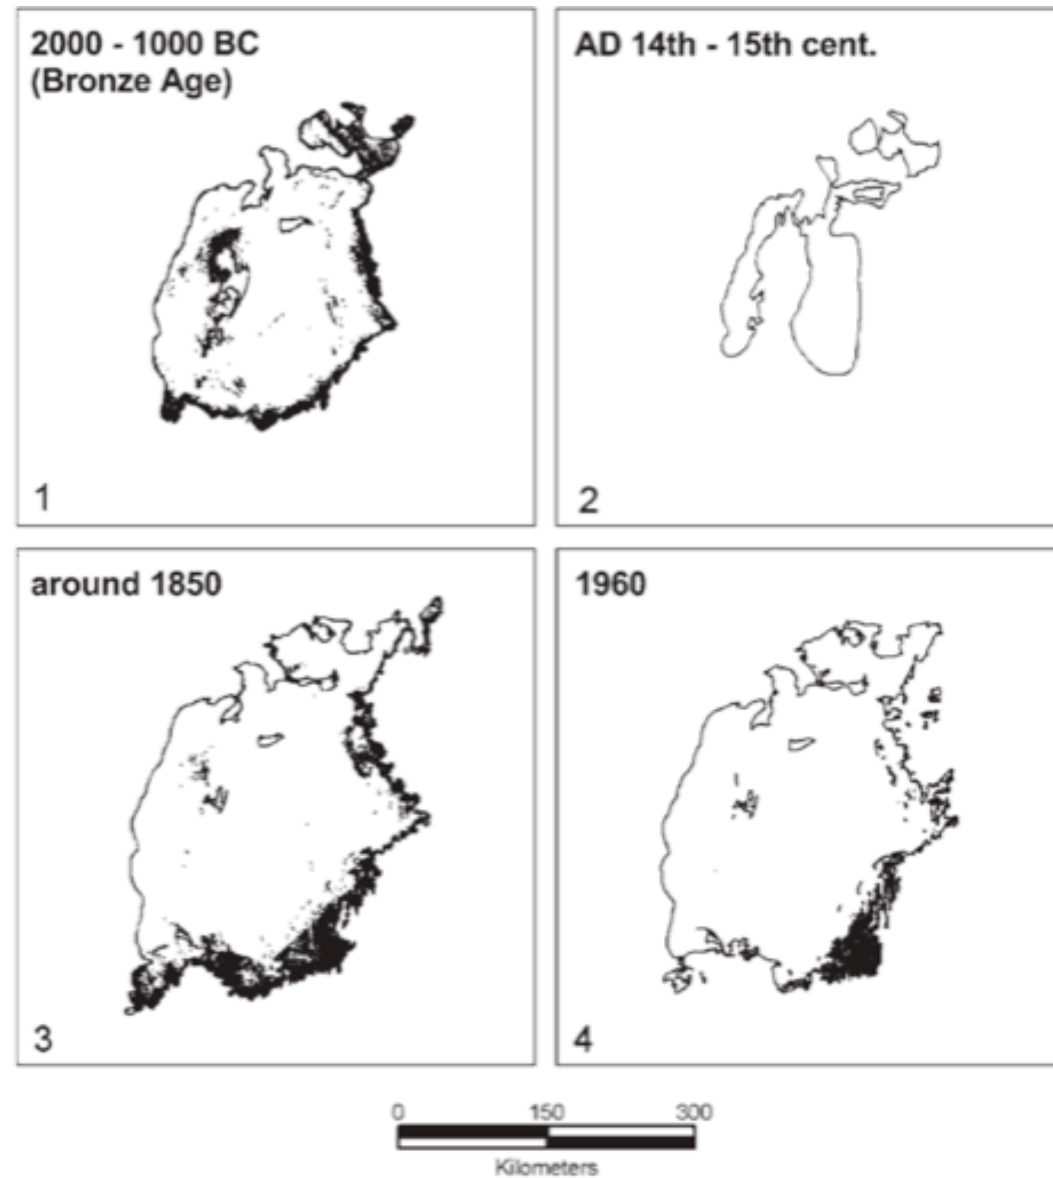 2000 - 1000 BC
(Bronze Age)
1
AD 14th - 15th cent.
2
around 1850
3
1960
4
0 150 300
Kilometers